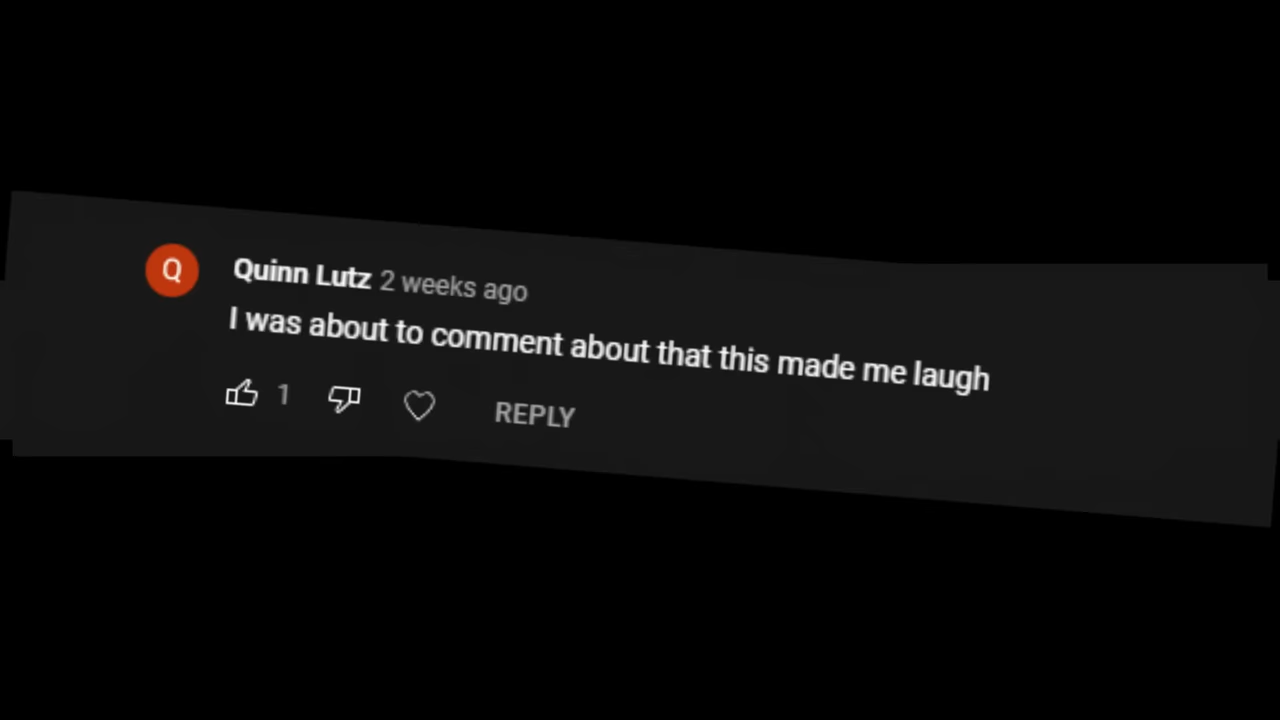 Q
Quinn Lutz 2 weeks ago
I was about to comment about that this made me laugh
1 REPLY